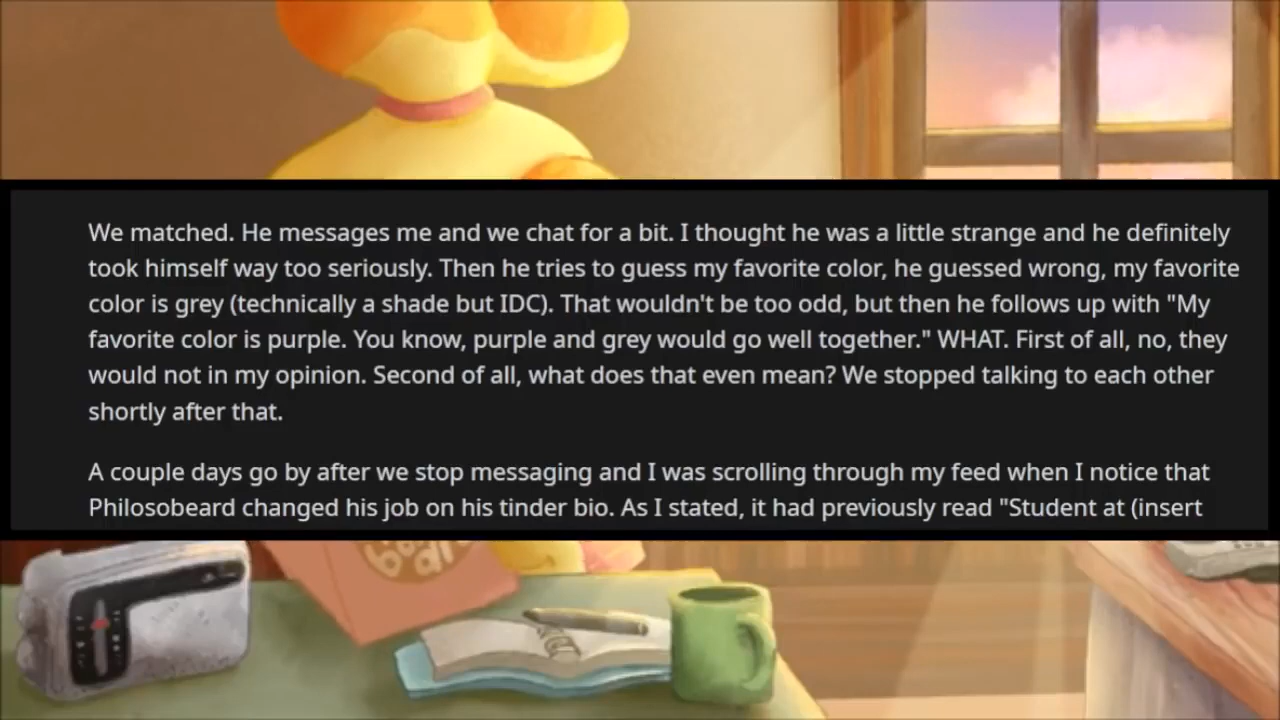 We matched. He messages me and we chat for a bit. I thought he was a little strange and he definitely
took himself way too seriously. Then he tries to guess my favorite color, he guessed wrong, my favorite
color is grey (technically a shade but IDC). That wouldn't be too odd, but then he follows up with "My
favorite color is purple. You know, purple and grey would go well together." WHAT. First of all, no, they
would not in my opinion. Second of all, what does that even mean? We stopped talking to each other
shortly after that.
A couple days go by after we stop messaging and I was scrolling through my feed when I notice that
Philosobeard changed his job on his tinder bio. As I stated, it had previously read "Student at (insert